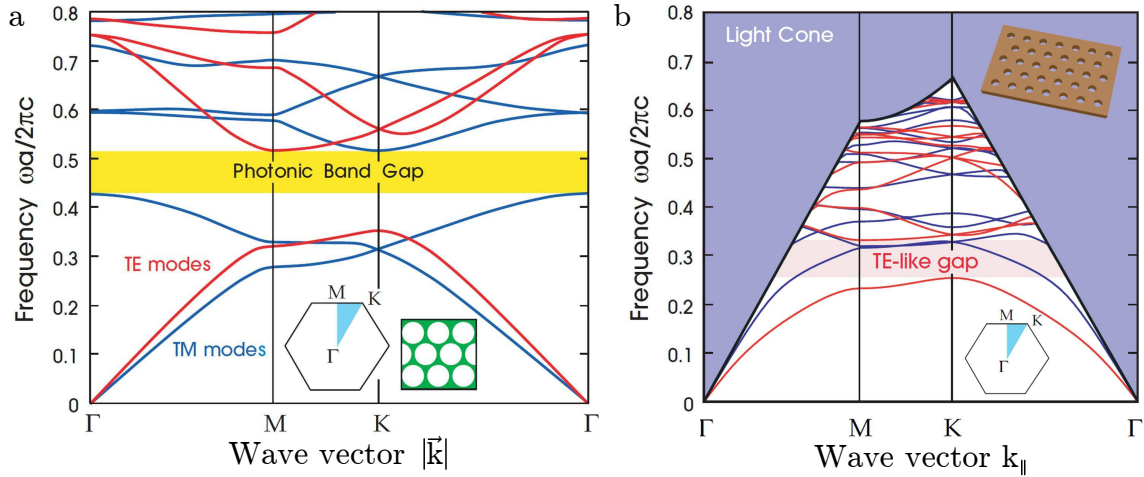 a
Frequency ωa/2πc
0.8
0.7
0.6
0.5
0.4
0.3
0.2
0.1
0
Photonic Band Gap
TE modes
TM modes
M
K
Γ
Γ
M
K
Γ
Wave vector |k⃗|
b
Frequency ωa/2πc
0.8
0.7
0.6
0.5
0.4
0.3
0.2
0.1
0
Light Cone
TE-like gap
M
K
Γ
Γ
M
K
Γ
Wave vector k∥